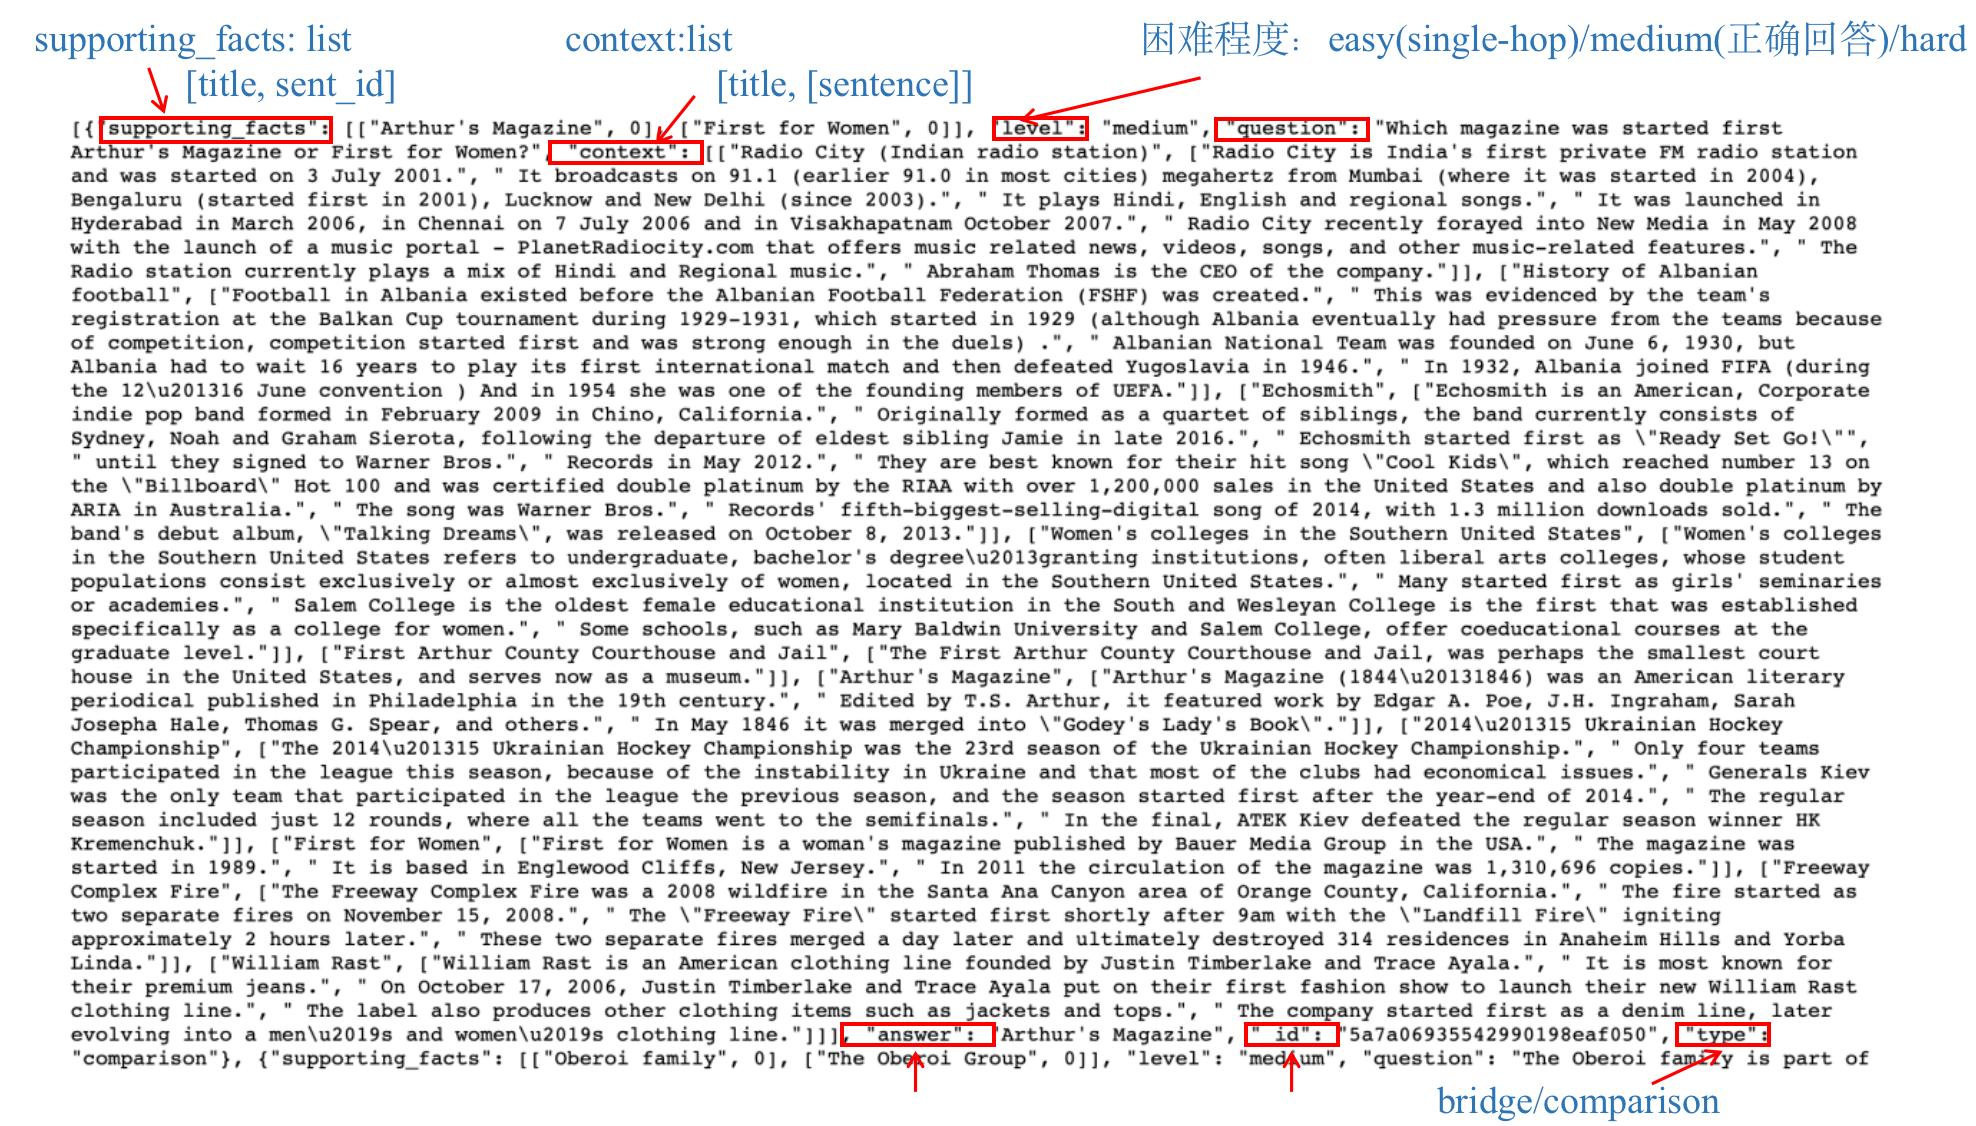 supporting_facts: list
[title, sent_id]
context:list
[title, [sentence]]
困难程度： easy(single-hop)/medium(正确回答)/hard
[{"supporting_facts": [["Arthur's Magazine", 0], ["First for Women", 0]], "level": "medium", "question": "Which magazine was started first
Arthur's Magazine or First for Women?", "context": [["Radio City (Indian radio station)", ["Radio City is India's first private FM radio station
and was started on 3 July 2001.", " It broadcasts on 91.1 (earlier 91.0 in most cities) megahertz from Mumbai (where it was started in 2004),
Bengaluru (started first in 2001), Lucknow and New Delhi (since 2003).", " It plays Hindi, English and regional songs.", " It was launched in
Hyderabad in March 2006, in Chennai on 7 July 2006 and in Visakhapatnam October 2007.", " Radio City recently forayed into New Media in May 2008
with the launch of a music portal - PlanetRadiocity.com that offers music related news, videos, songs, and other music-related features.", " The
Radio station currently plays a mix of Hindi and Regional music.", " Abraham Thomas is the CEO of the company."]], ["History of Albanian
football", ["Football in Albania existed before the Albanian Football Federation (FSHF) was created.", " This was evidenced by the team's
registration at the Balkan Cup tournament during 1929-1931, which started in 1929 (although Albania eventually had pressure from the teams because
of competition, competition started first and was strong enough in the duels) .", " Albanian National Team was founded on June 6, 1930, but
Albania had to wait 16 years to play its first international match and then defeated Yugoslavia in 1946.", " In 1932, Albania joined FIFA (during
the 12\u201316 June convention ) And in 1954 she was one of the founding members of UEFA."]], ["Echosmith", ["Echosmith is an American, Corporate
indie pop band formed in February 2009 in Chino, California.", " Originally formed as a quartet of siblings, the band currently consists of
Sydney, Noah and Graham Sierota, following the departure of eldest sibling Jamie in late 2016.", " Echosmith started first as \"Ready Set Go!\"",
" until they signed to Warner Bros.", " Records in May 2012.", " They are best known for their hit song \"Cool Kids\", which reached number 13 on
the \"Billboard\" Hot 100 and was certified double platinum by the RIAA with over 1,200,000 sales in the United States and also double platinum by
ARIA in Australia.", " The song was Warner Bros.", " Records' fifth-biggest-selling-digital song of 2014, with 1.3 million downloads sold.", " The
band's debut album, \"Talking Dreams\", was released on October 8, 2013."]], ["Women's colleges in the Southern United States", ["Women's colleges
in the Southern United States refers to undergraduate, bachelor's degree\u2013granting institutions, often liberal arts colleges, whose student
populations consist exclusively or almost exclusively of women, located in the Southern United States.", " Many started first as girls' seminaries
or academies.", " Salem College is the oldest female educational institution in the South and Wesleyan College is the first that was established
specifically as a college for women.", " Some schools, such as Mary Baldwin University and Salem College, offer coeducational courses at the
graduate level."]], ["First Arthur County Courthouse and Jail", ["The First Arthur County Courthouse and Jail, was perhaps the smallest court
house in the United States, and serves now as a museum."]], ["Arthur's Magazine", ["Arthur's Magazine (1844\u20131846) was an American literary
periodical published in Philadelphia in the 19th century.", " Edited by T.S. Arthur, it featured work by Edgar A. Poe, J.H. Ingraham, Sarah
Josepha Hale, Thomas G. Spear, and others.", " In May 1846 it was merged into \"Godey's Lady's Book\"."]], ["2014\u201315 Ukrainian Hockey
Championship", ["The 2014\u201315 Ukrainian Hockey Championship was the 23rd season of the Ukrainian Hockey Championship.", " Only four teams
participated in the league this season, because of the instability in Ukraine and that most of the clubs had economical issues.", " Generals Kiev
was the only team that participated in the league the previous season, and the season started first after the year-end of 2014.", " The regular
season included just 12 rounds, where all the teams went to the semifinals.", " In the final, ATEK Kiev defeated the regular season winner HK
Kremenchuk."]], ["First for Women", ["First for Women is a woman's magazine published by Bauer Media Group in the USA.", " The magazine was
started in 1989.", " It is based in Englewood Cliffs, New Jersey.", " In 2011 the circulation of the magazine was 1,310,696 copies."]], ["Freeway
Complex Fire", ["The Freeway Complex Fire was a 2008 wildfire in the Santa Ana Canyon area of Orange County, California.", " The fire started as
two separate fires on November 15, 2008.", " The \"Freeway Fire\" started first shortly after 9am with the \"Landfill Fire\" igniting
approximately 2 hours later.", " These two separate fires merged a day later and ultimately destroyed 314 residences in Anaheim Hills and Yorba
Linda."]], ["William Rast", ["William Rast is an American clothing line founded by Justin Timberlake and Trace Ayala.", " It is most known for
their premium jeans.", " On October 17, 2006, Justin Timberlake and Trace Ayala put on their first fashion show to launch their new William Rast
clothing line.", " The label also produces other clothing items such as jackets and tops.", " The company started first as a denim line, later
evolving into a men\u2019s and women\u2019s clothing line."]]], "answer": "Arthur's Magazine", "_id": "5a7a06935542990198eaf050", "type":
"comparison"}, {"supporting_facts": [["Oberoi family", 0], ["The Oberoi Group", 0]], "level": "medium", "question": "The Oberoi family is part of
bridge/comparison